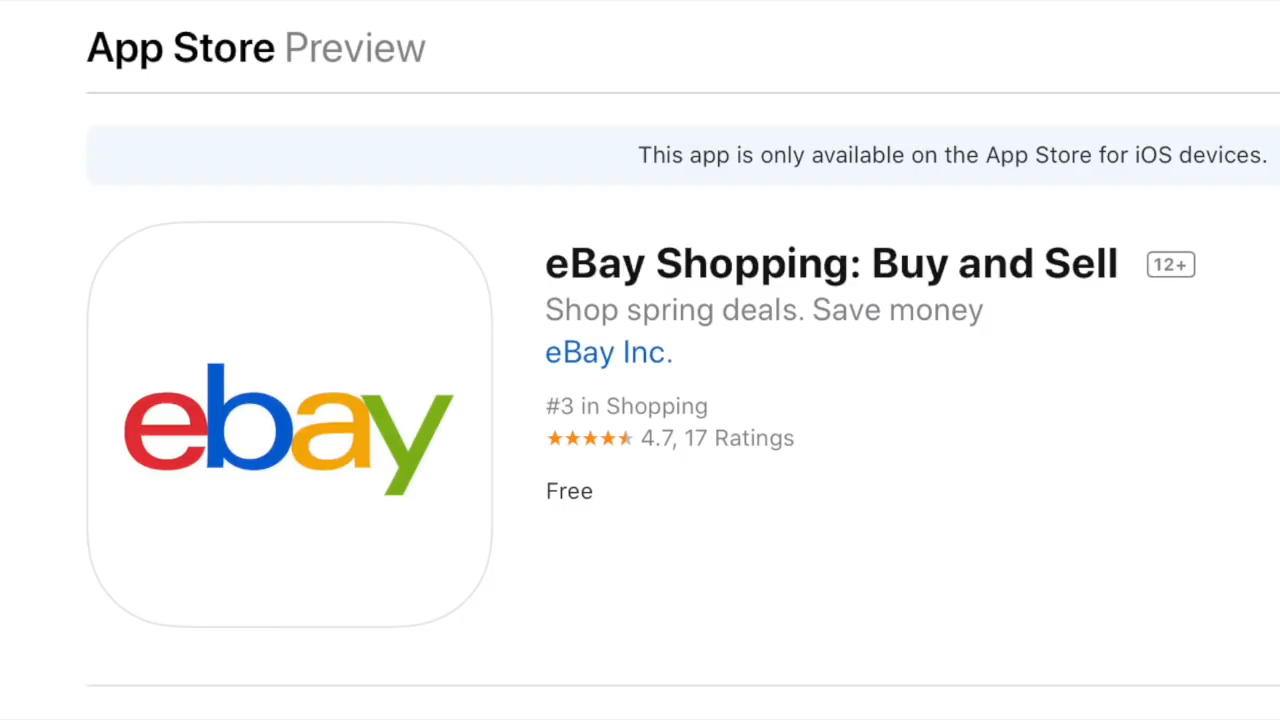 App Store Preview
This app is only available on the App Store for iOS devices.
ebay
eBay Shopping: Buy and Sell 12+
Shop spring deals. Save money
eBay Inc.
#3 in Shopping
4.7, 17 Ratings
Free